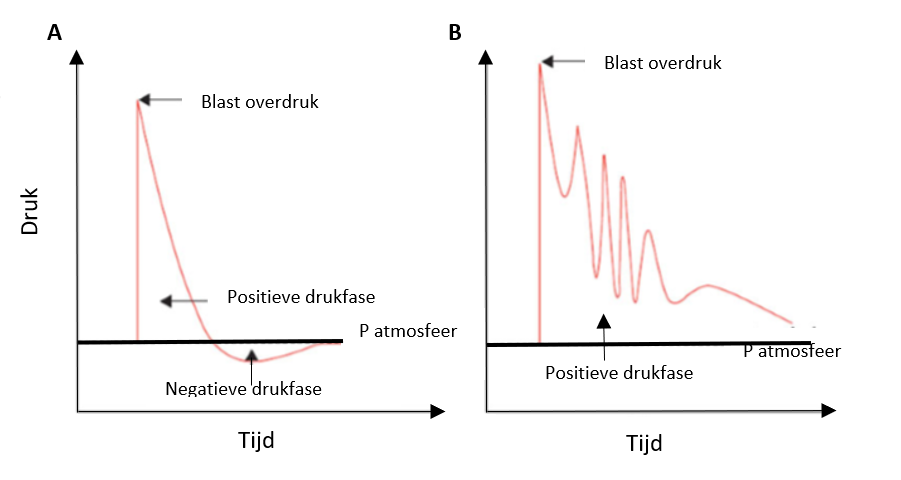 A
Blast overdruk
Druk
Positieve drukfase
P atmosfeer
Negatieve drukfase
Tijd
B
Blast overdruk
P atmosfeer
Positieve drukfase
Tijd